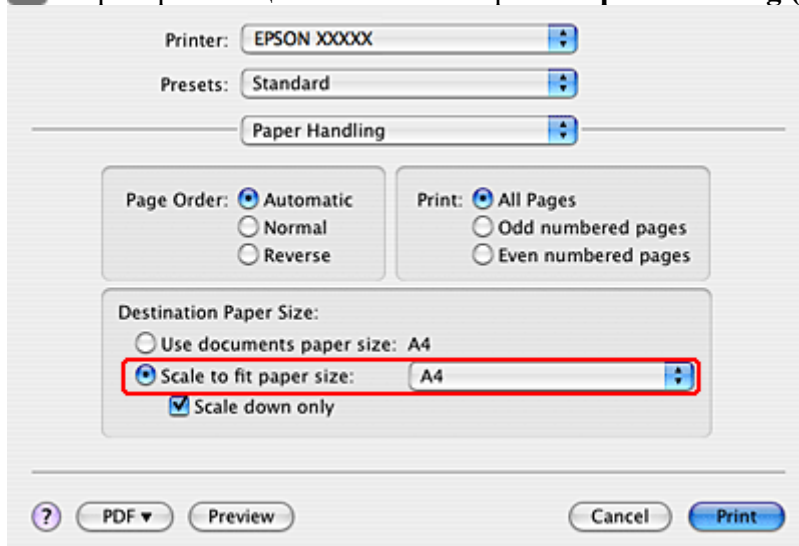 Printer: EPSON XXXXX
Presets: Standard
Paper Handling
Page Order: Automatic
Normal
Reverse
Print: All Pages
Odd numbered pages
Even numbered pages
Destination Paper Size:
Use documents paper size: A4
Scale to fit paper size: A4
Scale down only
? PDF ▼ Preview Cancel Print